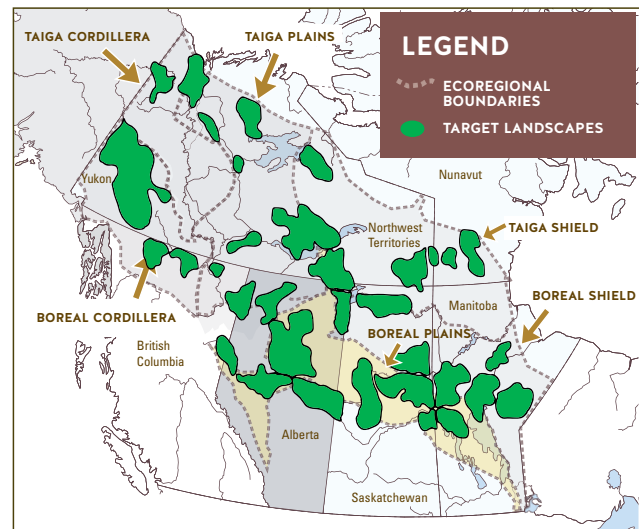 TAIGA CORDILLERA
TAIGA PLAINS
LEGEND
ECOREGIONAL
BOUNDARIES
TARGET LANDSCAPES
Yukon
Nunavut
Northwest
Territories
TAIGA SHIELD
BOREAL CORDILLERA
Manitoba
BOREAL SHIELD
British
Columbia
BOREAL PLAINS
Alberta
Saskatchewan